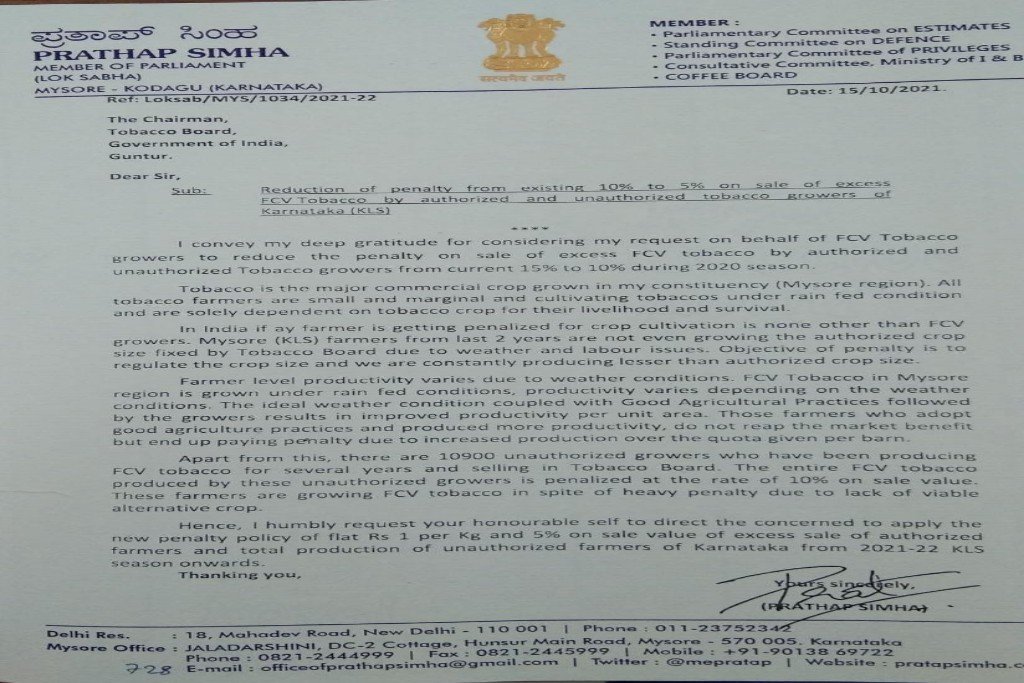 ಪ್ರತಾಪ್ ಸಿಂಹ
PRATHAP SIMHA
MEMBER OF PARLIAMENT
(LOK SABHA)
MYSORE - KODAGU (KARNATAKA)
सत्यमेव जयते
MEMBER :
• Parliamentary Committee on ESTIMATES
• Standing Committee on DEFENCE
• Parliamentary Committee of PRIVILEGES
• Consultative Committee, Ministry of I & B
• COFFEE BOARD
Ref: Loksab/MYS/1034/2021-22
Date: 15/10/2021.
The Chairman,
Tobacco Board,
Government of India,
Guntur.
Dear Sir,
Sub: Reduction of penalty from existing 10% to 5% on sale of excess
FCV Tobacco by authorized and unauthorized tobacco growers of
Karnataka (KLS)
****
I convey my deep gratitude for considering my request on behalf of FCV Tobacco
growers to reduce the penalty on sale of excess FCV tobacco by authorized and
unauthorized Tobacco growers from current 15% to 10% during 2020 season.
Tobacco is the major commercial crop grown in my constituency (Mysore region). All
tobacco farmers are small and marginal and cultivating tobaccos under rain fed condition
and are solely dependent on tobacco crop for their livelihood and survival.
In India if ay farmer is getting penalized for crop cultivation is none other than FCV
growers. Mysore (KLS) farmers from last 2 years are not even growing the authorized crop
size fixed by Tobacco Board due to weather and labour issues. Objective of penalty is to
regulate the crop size and we are constantly producing lesser than authorized crop size.
Farmer level productivity varies due to weather conditions. FCV Tobacco in Mysore
region is grown under rain fed conditions, productivity varies depending on the weather
conditions. The ideal weather condition coupled with Good Agricultural Practices followed
by the growers results in improved productivity per unit area. Those farmers who adopt
good agriculture practices and produced more productivity, do not reap the market benefit
but end up paying penalty due to increased production over the quota given per barn.
Apart from this, there are 10900 unauthorized growers who have been producing
FCV tobacco for several years and selling in Tobacco Board. The entire FCV tobacco
produced by these unauthorized growers is penalized at the rate of 10% on sale value.
These farmers are growing FCV tobacco in spite of heavy penalty due to lack of viable
alternative crop.
Hence, I humbly request your honourable self to direct the concerned to apply the
new penalty policy of flat Rs 1 per Kg and 5% on sale value of excess sale of authorized
farmers and total production of unauthorized farmers of Karnataka from 2021-22 KLS
season onwards.
Thanking you,
Yours sincerely,
(PRATHAP SIMHA)
Delhi Res. : 18, Mahadev Road, New Delhi - 110 001 | Phone : 011-23752342
Mysore Office : JALADARSHINI, DC-2 Cottage, Hunsur Main Road, Mysore - 570 005. Karnataka
Phone : 0821-2444999 | Fax : 0821-2445999 | Mobile : +91-90138 69722
728 E-mail : officeofprathapsimha@gmail.com | Twitter : @mepratap | Website : pratapsimha.co